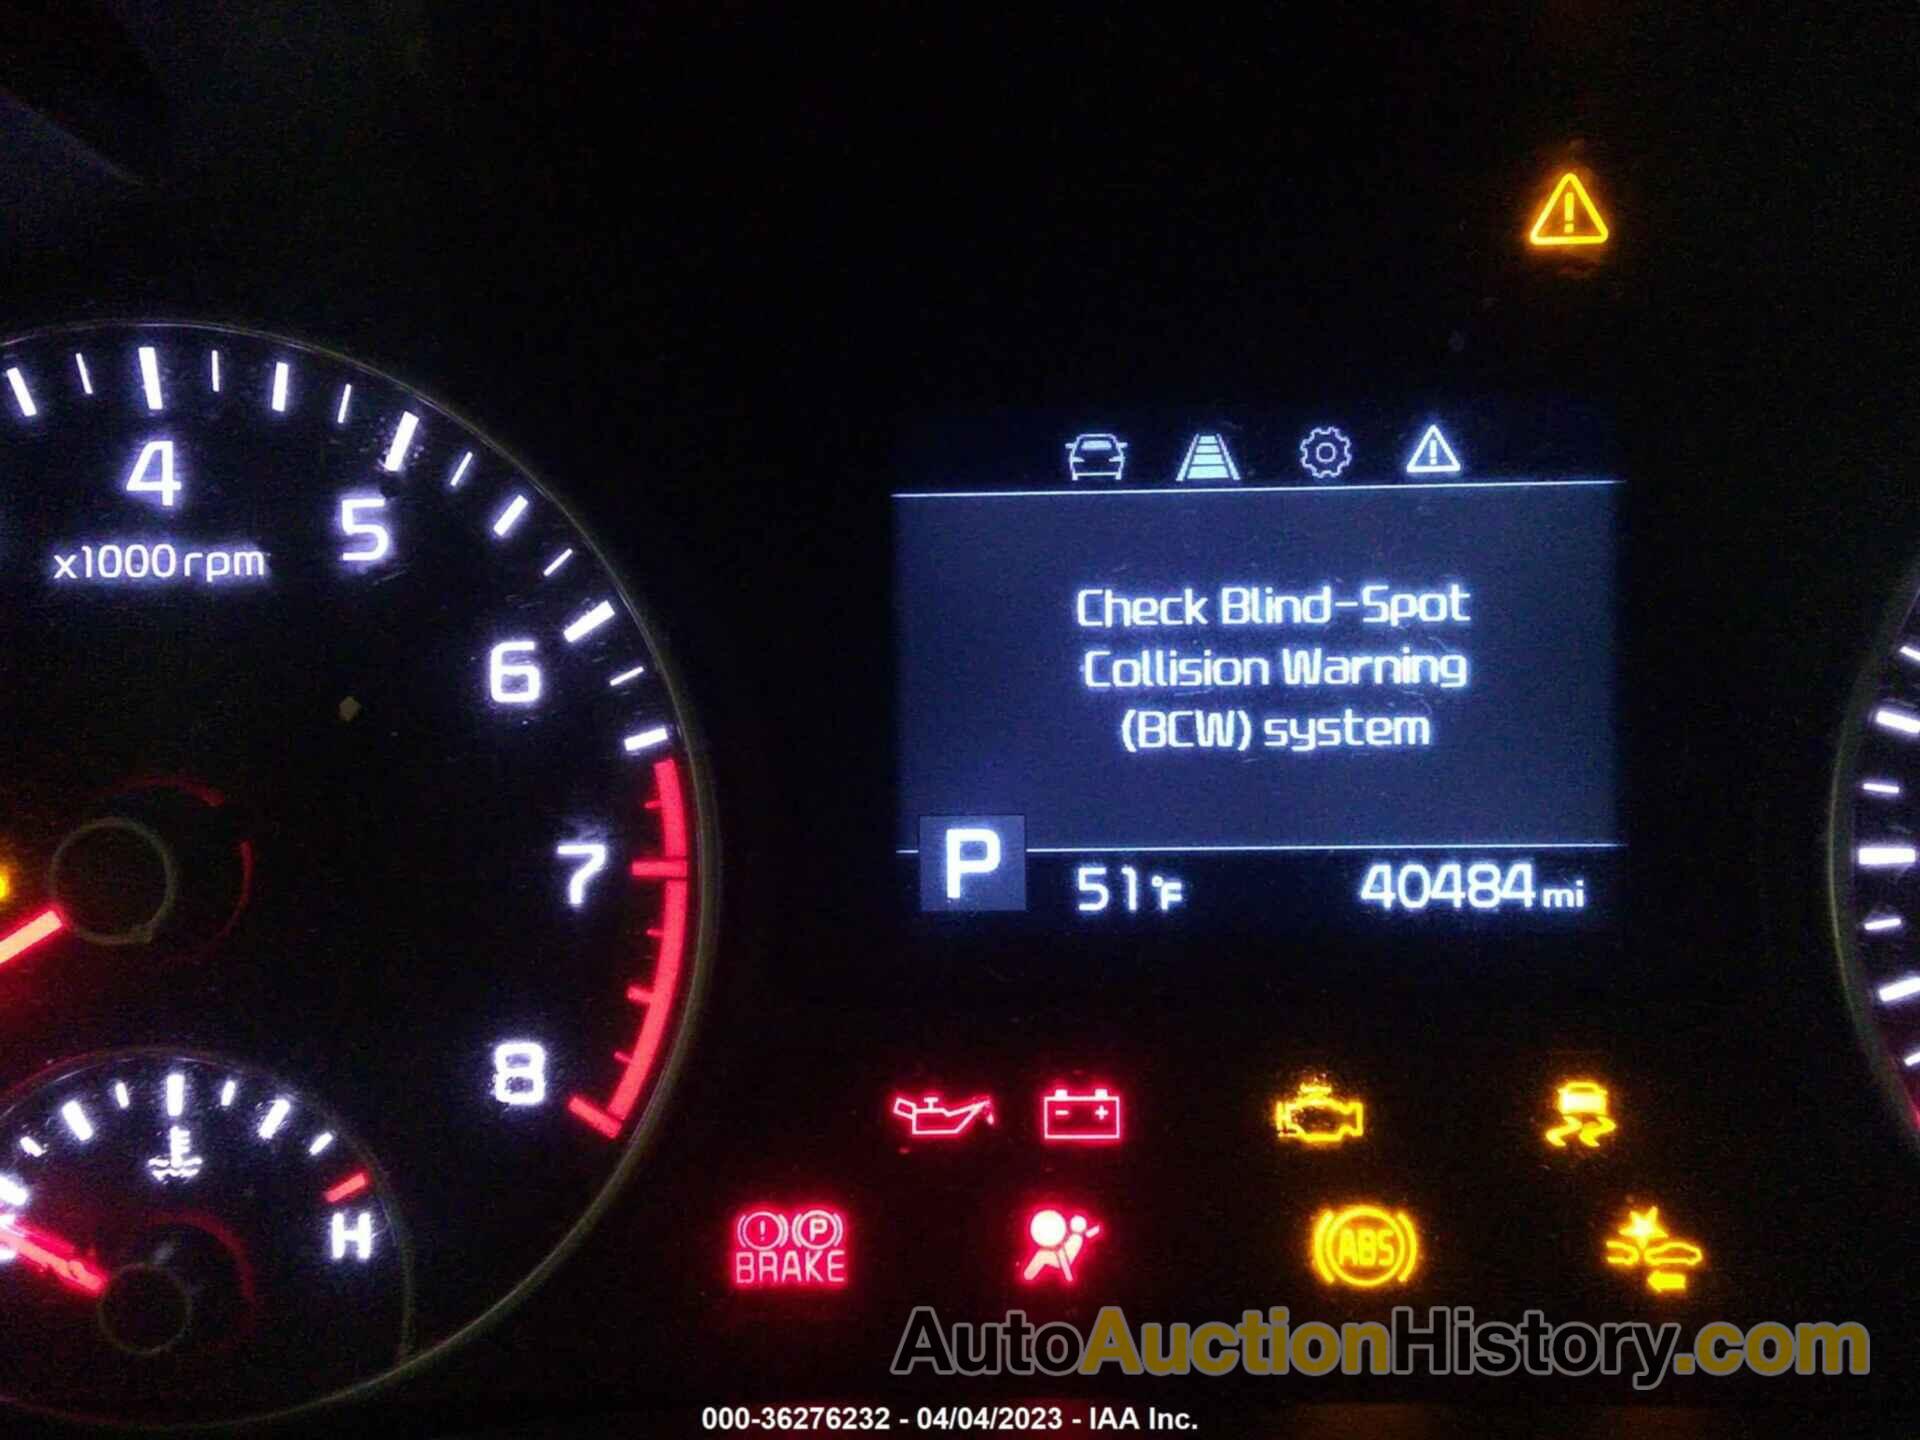 4
5
x1000 rpm
6
7
8
H
Check Blind-Spot
Collision Warning
(BCW) system
P 51°F 40484 mi
! P
BRAKE
ABS
AutoAuctionHistory.com
000-36276232 - 04/04/2023 - IAA Inc.